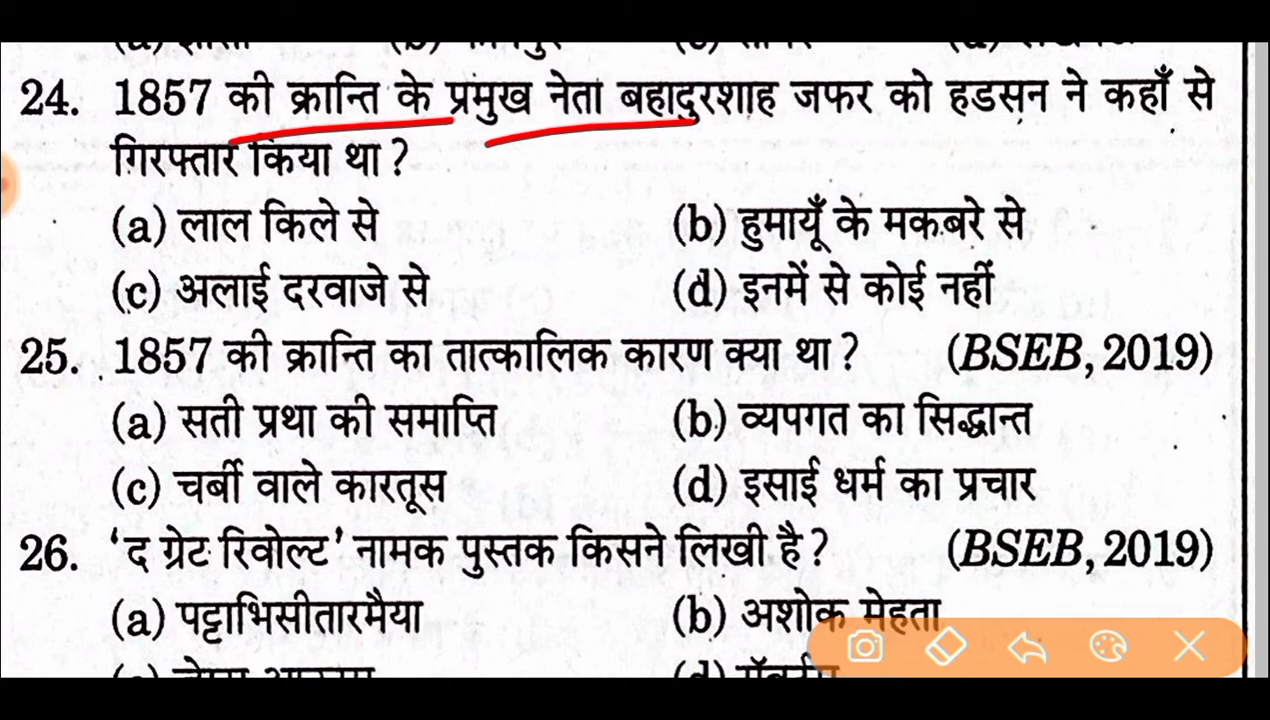 24. 1857 की क्रान्ति के प्रमुख नेता बहादुरशाह जफर को हडसन ने कहाँ से
गिरफ्तार किया था ?
(a) लाल किले से (b) हुमायूँ के मकबरे से
(c) अलाई दरवाजे से (d) इनमें से कोई नहीं
25. 1857 की क्रान्ति का तात्कालिक कारण क्या था ? (BSEB, 2019)
(a) सती प्रथा की समाप्ति (b) व्यपगत का सिद्धान्त
(c) चर्बी वाले कारतूस (d) इसाई धर्म का प्रचार
26. 'द ग्रेट रिवोल्ट' नामक पुस्तक किसने लिखी है ? (BSEB, 2019)
(a) पट्टाभिसीतारमैया (b) अशोक मेहता